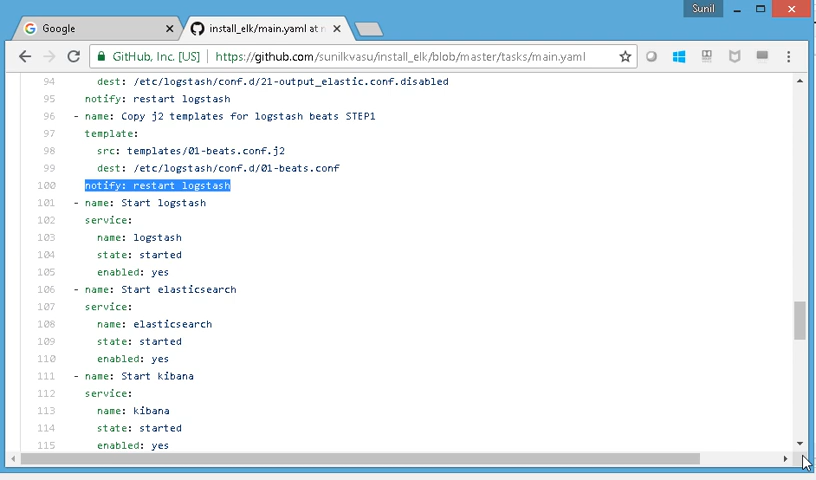 Sunil
Google
install_elk/main.yaml at n
GitHub, Inc. [US]
https://github.com/sunilkvasu/install_elk/blob/master/tasks/main.yaml
94 dest: /etc/logstash/conf.d/21-output_elastic.conf.disabled
95 notify: restart logstash
96 - name: Copy j2 templates for logstash beats STEP1
97 template:
98 src: templates/01-beats.conf.j2
99 dest: /etc/logstash/conf.d/01-beats.conf
100 notify: restart logstash
101 - name: Start logstash
102 service:
103 name: logstash
104 state: started
105 enabled: yes
106 - name: Start elasticsearch
107 service:
108 name: elasticsearch
109 state: started
110 enabled: yes
111 - name: Start kibana
112 service:
113 name: kibana
114 state: started
115 enabled: yes